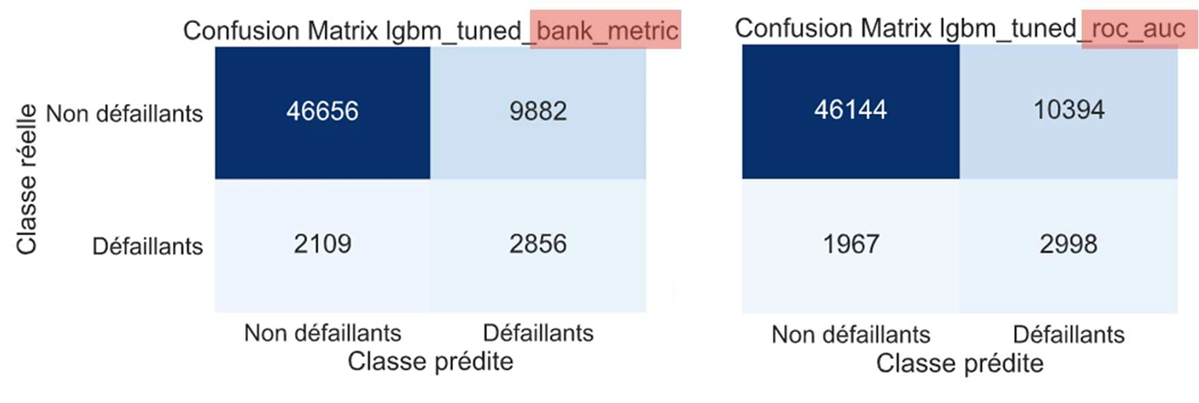 Confusion Matrix lgbm_tuned_bank_metric
Classe réelle
Non défaillants
46656
9882
Défaillants
2109
2856
Non défaillants
Défaillants
Classe prédite
Confusion Matrix lgbm_tuned_roc_auc
46144
10394
1967
2998
Non défaillants
Défaillants
Classe prédite